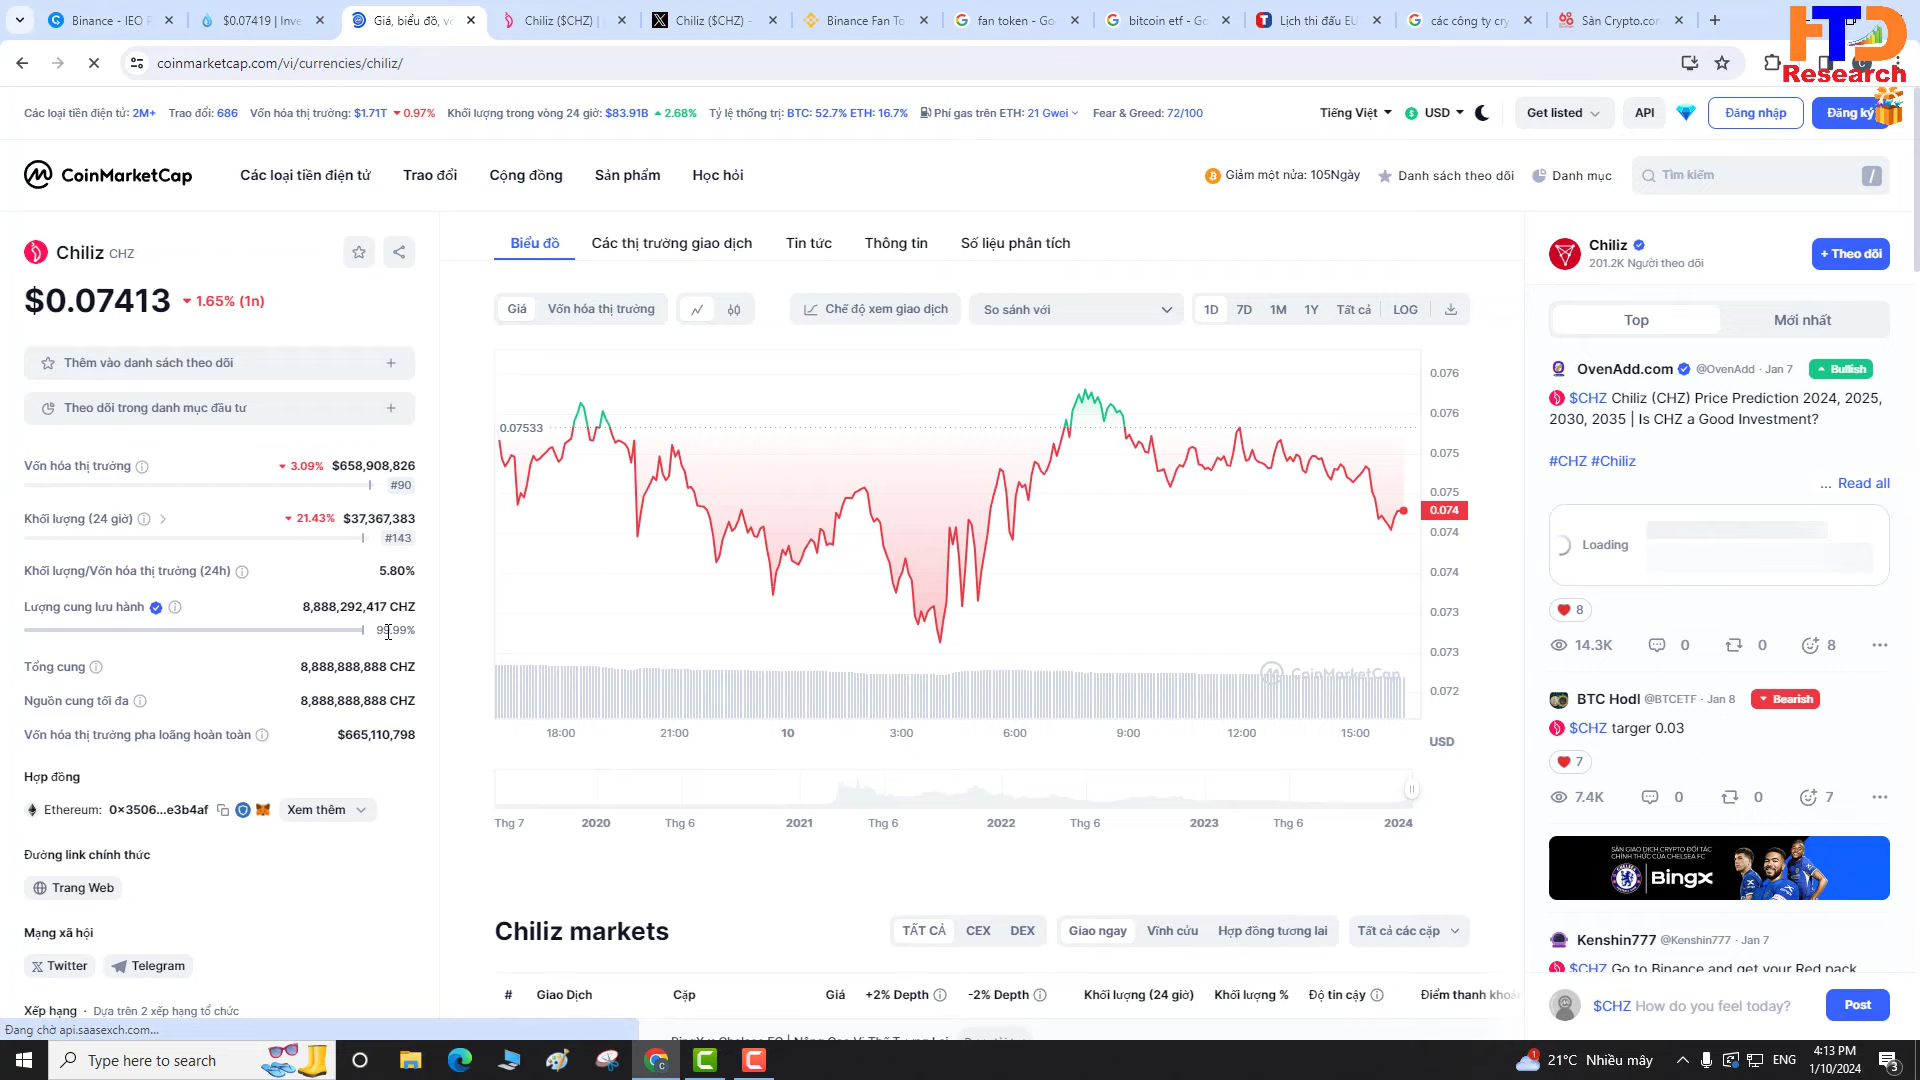 Binance - IEO P
$0.07419 | Inve
Giá, biểu đồ, vố
Chiliz ($CHZ) |
Chiliz ($CHZ) -
Binance Fan To
fan token - Go
bitcoin etf - Go
Lịch thi đấu EU
các công ty cry
Sàn Crypto.con
HTD
Research
coinmarketcap.com/vi/currencies/chiliz/
Các loại tiền điện tử: 2M+ Trao đổi: 686 Vốn hóa thị trường: $1.71T 0.97% Khối lượng trong vòng 24 giờ: $83.91B 2.68% Tỷ lệ thống trị: BTC: 52.7% ETH: 16.7% Phí gas trên ETH: 21 Gwei Fear & Greed: 72/100
Tiếng Việt USD Get listed API Đăng nhập Đăng ký
CoinMarketCap Các loại tiền điện tử Trao đổi Cộng đồng Sản phẩm Học hỏi
Giảm một nửa: 105Ngày Danh sách theo dõi Danh mục Tìm kiếm /
Chiliz CHZ
$0.07413 1.65% (1n)
Thêm vào danh sách theo dõi +
Theo dõi trong danh mục đầu tư +
Vốn hóa thị trường 3.09% $658,908,826
#90
Khối lượng (24 giờ) 21.43% $37,367,383
#143
Khối lượng/Vốn hóa thị trường (24h) 5.80%
Lượng cung lưu hành 8,888,292,417 CHZ
99.99%
Tổng cung 8,888,888,888 CHZ
Nguồn cung tối đa 8,888,888,888 CHZ
Vốn hóa thị trường pha loãng hoàn toàn $665,110,798
Hợp đồng
Ethereum: 0x3506...e3b4af Xem thêm
Đường link chính thức
Trang Web
Mạng xã hội
Twitter Telegram
Xếp hạng · Dựa trên 2 xếp hạng tổ chức
Đang chờ api.saasexch.com...
Biểu đồ Các thị trường giao dịch Tin tức Thông tin Số liệu phân tích
Giá Vốn hóa thị trường Chế độ xem giao dịch So sánh với 1D 7D 1M 1Y Tất cả LOG
0.07533
0.076
0.076
0.075
0.075
0.074
0.074
0.074
0.073
0.073
0.072
CoinMarketCap
18:00 21:00 10 3:00 6:00 9:00 12:00 15:00 USD
Thg 7 2020 Thg 6 2021 Thg 6 2022 Thg 6 2023 Thg 6 2024
Chiliz markets TẤT CẢ CEX DEX Giao ngay Vĩnh cửu Hợp đồng tương lai Tất cả các cặp
# Giao Dịch Cặp Giá +2% Depth -2% Depth Khối lượng (24 giờ) Khối lượng % Độ tin cậy Điểm thanh khoản
Chiliz
201.2K Người theo dõi
+ Theo dõi
Top Mới nhất
OvenAdd.com @OvenAdd · Jan 7 Bullish
$CHZ Chiliz (CHZ) Price Prediction 2024, 2025,
2030, 2035 | Is CHZ a Good Investment?
#CHZ #Chiliz
... Read all
Loading
8
14.3K 0 0 8
BTC Hodl @BTCETF · Jan 8 Bearish
$CHZ targer 0.03
7
7.4K 0 0 7
SÀN GIAO DỊCH CRYPTO ĐỐI TÁC
CHÍNH THỨC CỦA CHELSEA FC
BingX
Kenshin777 @Kenshin777 · Jan 7
$CHZ Go to Binance and get your Red pack
$CHZ How do you feel today? Post
Type here to search
1
21°C Nhiều mây
ENG
4:13 PM
1/10/2024
3